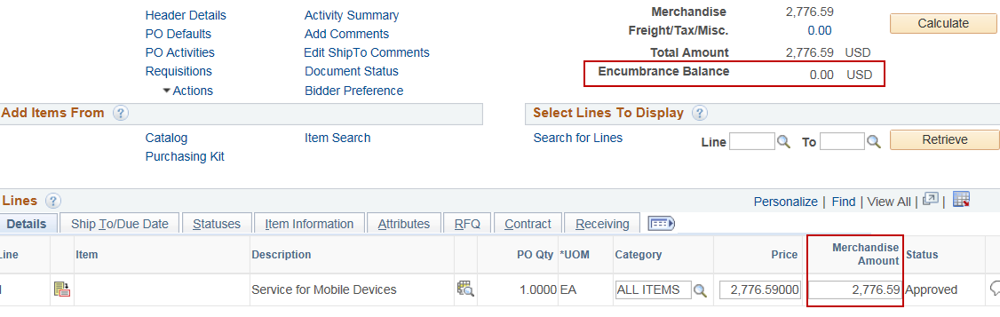 Header Details Activity Summary Merchandise 2,776.59 Calculate
PO Defaults Add Comments Freight/Tax/Misc. 0.00
PO Activities Edit ShipTo Comments Total Amount 2,776.59 USD
Requisitions Document Status Encumbrance Balance 0.00 USD
Actions Bidder Preference
Add Items From ? Select Lines To Display ?
Catalog Item Search Search for Lines Line To Retrieve
Purchasing Kit
Lines ? Personalize | Find | View All | |
Details Ship To/Due Date Statuses Item Information Attributes RFQ Contract Receiving
Line Item Description PO Qty *UOM Category Price Merchandise Amount Status
1 Service for Mobile Devices 1.0000 EA ALL ITEMS 2,776.59000 2,776.59 Approved